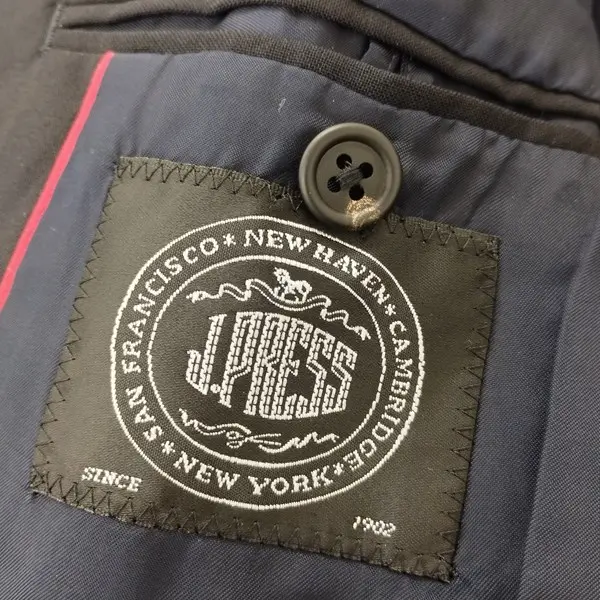 SAN FRANCISCO * NEW HAVEN * CAMBRIDGE * NEW YORK *
J.PRESS
SINCE 1902